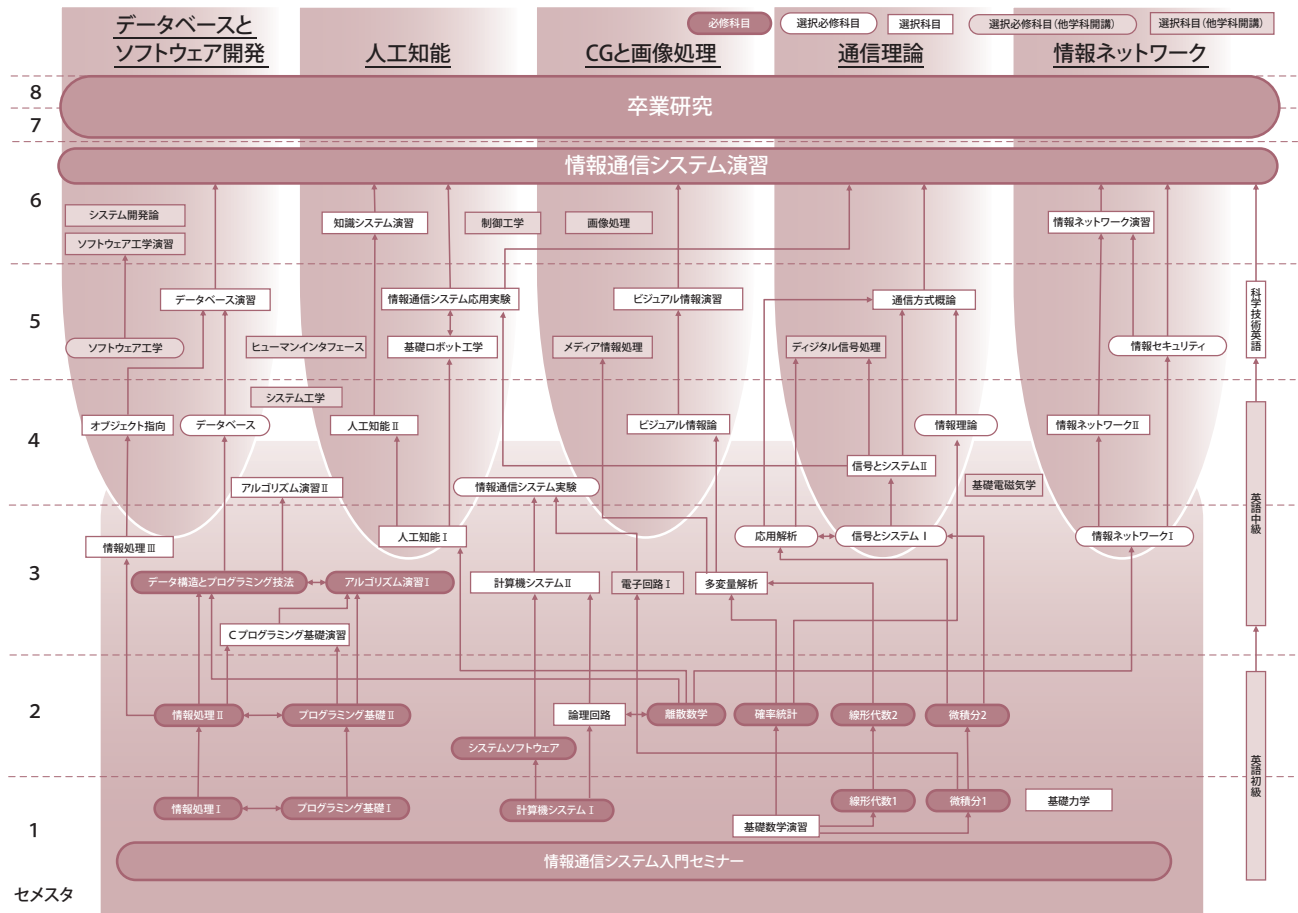 データベースと
ソフトウェア開発
人工知能
CGと画像処理
通信理論
情報ネットワーク
必修科目
選択必修科目
選択科目
選択必修科目(他学科開講)
選択科目(他学科開講)
8
卒業研究
7
情報通信システム演習
6
システム開発論
知識システム演習
制御工学
画像処理
情報ネットワーク演習
ソフトウェア工学演習
5
データベース演習
情報通信システム応用実験
ビジュアル情報演習
通信方式概論
科学技術英語
ソフトウェア工学
ヒューマンインタフェース
基礎ロボット工学
メディア情報処理
ディジタル信号処理
情報セキュリティ
4
システム工学
オブジェクト指向
データベース
人工知能Ⅱ
ビジュアル情報論
情報理論
情報ネットワークⅡ
信号とシステムⅡ
アルゴリズム演習Ⅱ
情報通信システム実験
基礎電磁気学
英語中級
3
情報処理Ⅲ
人工知能Ⅰ
応用解析
信号とシステムⅠ
情報ネットワークⅠ
データ構造とプログラミング技法
アルゴリズム演習Ⅰ
計算機システムⅡ
電子回路Ⅰ
多変量解析
Cプログラミング基礎演習
2
情報処理Ⅱ
プログラミング基礎Ⅱ
論理回路
離散数学
確率統計
線形代数2
微積分2
システムソフトウェア
英語初級
1
情報処理Ⅰ
プログラミング基礎Ⅰ
計算機システムⅠ
線形代数1
微積分1
基礎力学
基礎数学演習
情報通信システム入門セミナー
セメスタ